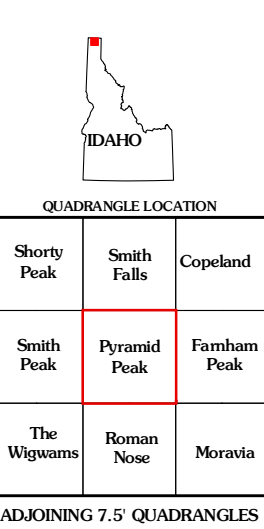 IDAHO
QUADRANGLE LOCATION
Shorty
Peak
Smith
Falls
Copeland
Smith
Peak
Pyramid
Peak
Farnham
Peak
The
Wigwams
Roman
Nose
Moravia
ADJOINING 7.5' QUADRANGLES